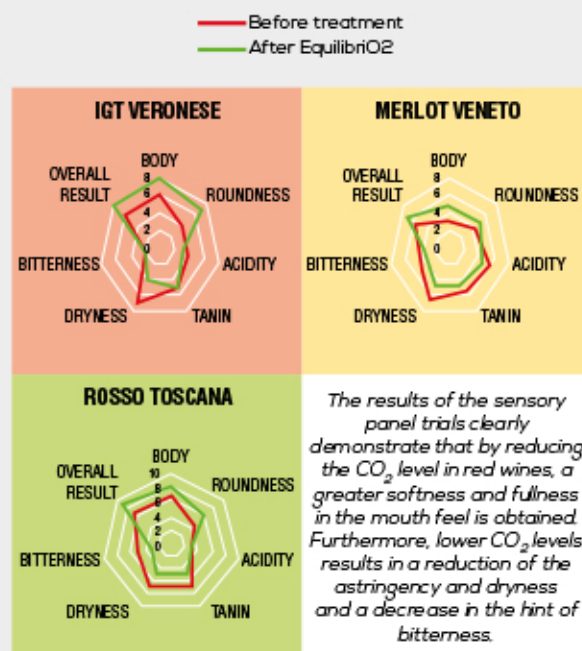 Before treatment
After EquilibriO2
IGT VERONESE
BODY
OVERALL
RESULT
ROUNDNESS
8
6
4
2
0
BITTERNESS
ACIDITY
DRYNESS
TANIN
MERLOT VENETO
BODY
OVERALL
RESULT
ROUNDNESS
8
6
4
2
0
BITTERNESS
ACIDITY
DRYNESS
TANIN
ROSSO TOSCANA
BODY
OVERALL
RESULT
ROUNDNESS
10
8
6
4
2
0
BITTERNESS
ACIDITY
DRYNESS
TANIN
The results of the sensory
panel trials clearly
demonstrate that by reducing
the CO₂ level in red wines, a
greater softness and fullness
in the mouth feel is obtained.
Furthermore, lower CO₂ levels
results in a reduction of the
astringency and dryness
and a decrease in the hint of
bitterness.